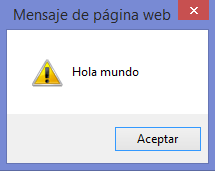 Mensaje de página web
Hola mundo
Aceptar